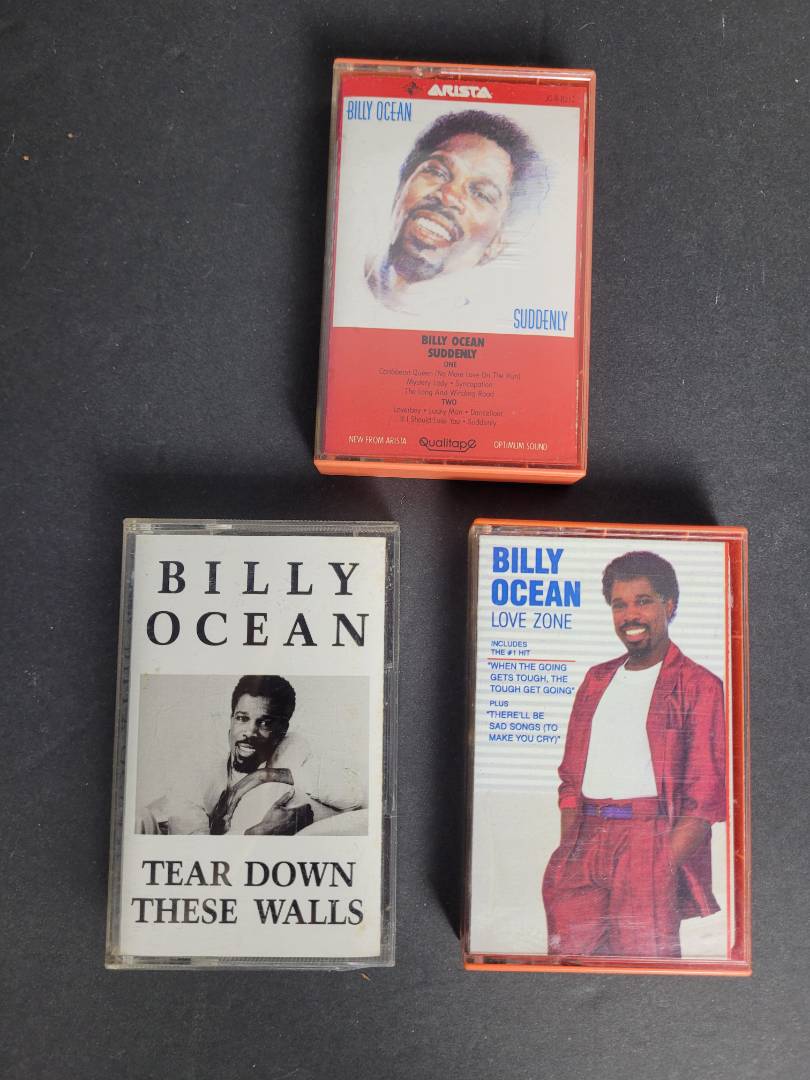 ARISTA
BILLY OCEAN
SUDDENLY
BILLY OCEAN
SUDDENLY
ONE
Caribbean Queen (No More Love On The Run)
Mystery Lady • Syncopation
The Long And Winding Road
TWO
Loverboy • Lucky Man • Dancefloor
If I Should Lose You • Suddenly
NEW FROM ARISTA Qualitape OPTIMUM SOUND
BILLY
OCEAN
TEAR DOWN
THESE WALLS
BILLY
OCEAN
LOVE ZONE
INCLUDES
THE #1 HIT
"WHEN THE GOING
GETS TOUGH, THE
TOUGH GET GOING"
PLUS
"THERE'LL BE
SAD SONGS (TO
MAKE YOU CRY)"